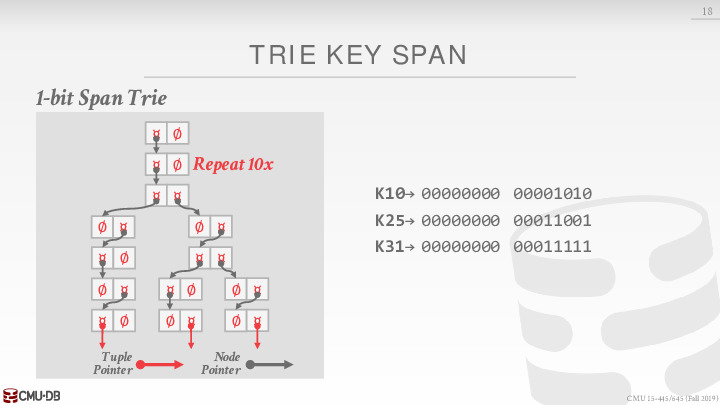 18
TRIE KEY SPAN
1-bit Span Trie
¤ Ø
¤ Ø Repeat 10x
¤ ¤
Ø ¤ Ø ¤
¤ Ø ¤ ¤
Ø ¤ ¤ Ø Ø ¤
¤ Ø Ø ¤ Ø ¤
Tuple Pointer
Node Pointer
K10→ 00000000 00001010
K25→ 00000000 00011001
K31→ 00000000 00011111
CMU·DB
CMU 15-445/645 (Fall 2019)